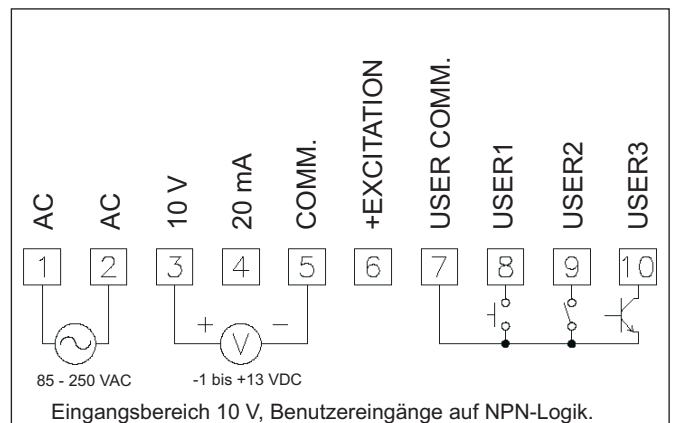 AC
AC
10 V
20 mA
COMM.
+EXCITATION
USER COMM.
USER1
USER2
USER3
1 2 3 4 5 6 7 8 9 10
+ V -
85 - 250 VAC
-1 bis +13 VDC
Eingangsbereich 10 V, Benutzereingänge auf NPN-Logik.